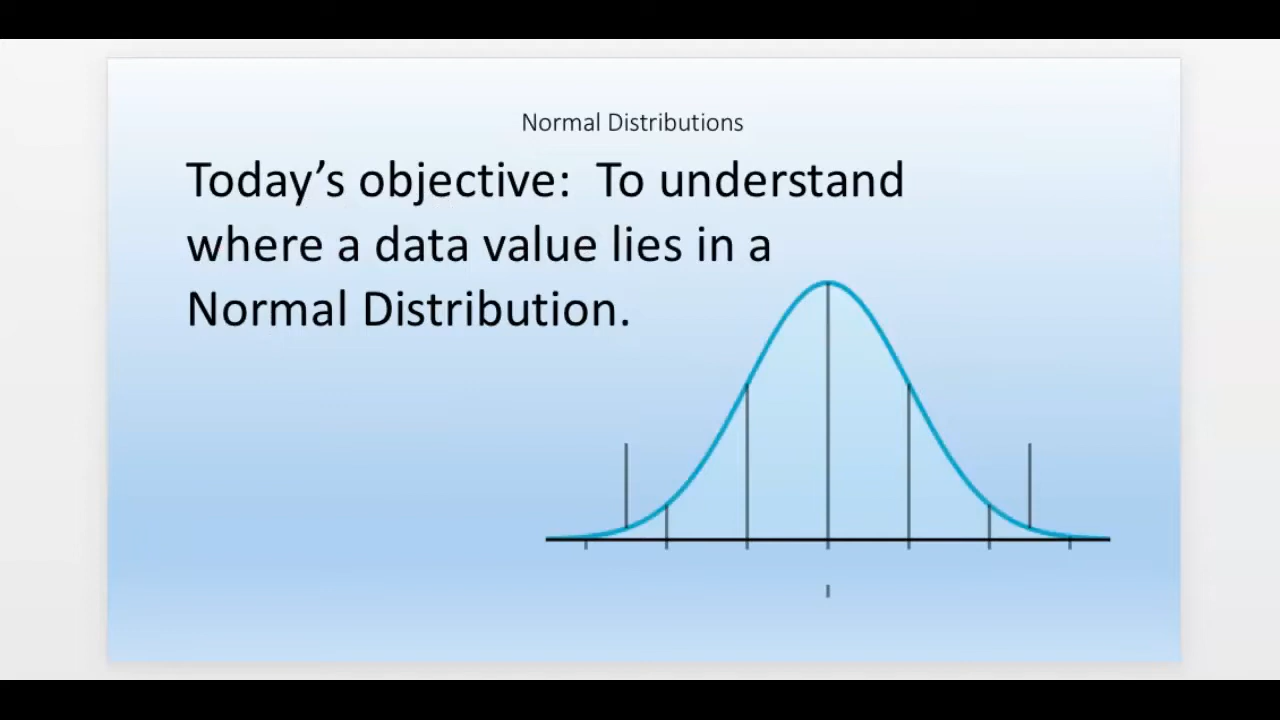 Normal Distributions
Today’s objective:  To understand
where a data value lies in a
Normal Distribution.